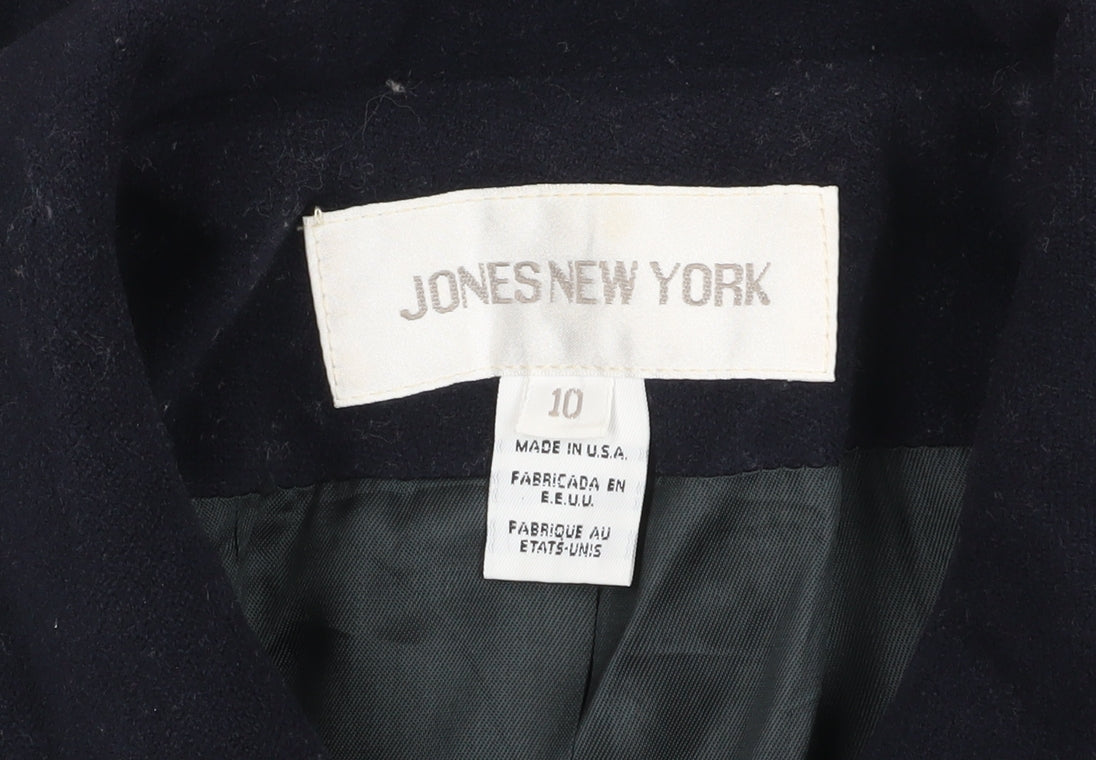 JONES NEW YORK
10
MADE IN U.S.A.
FABRICADA EN
E.E.U.U.
FABRIQUE AU
ETATS-UNIS